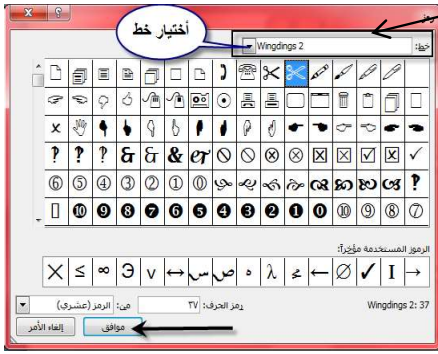 رمز
أختيار خط
خط: Wingdings 2
الرموز المستخدمة مؤخراً:
→ I ✓ ∅ ← ≵ λ ه ص س ↔ v Э ∞ ≤ X
Wingdings 2: 37 رمز الحرف: ٣٧ من: الرمز (عشري)
موافق إلغاء الأمر